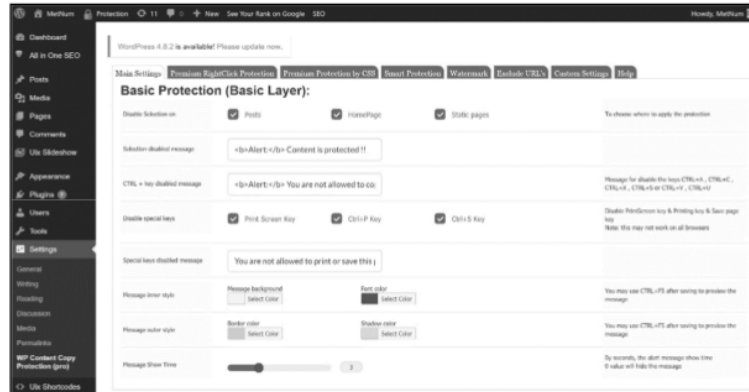 MetNum Protection 11 0 + New See Your Rank on Google SEO Howdy, MetNum
Dashboard
All in One SEO
Posts
Media
Pages
Comments
Uix Slideshow
Appearance
Plugins
Users
Tools
Settings
General
Writing
Reading
Discussion
Media
Permalinks
WP Content Copy
Protection (pro)
Uix Shortcodes
WordPress 4.8.2 is available! Please update now.
Main Settings Premium RightClick Protection Premium Protection by CSS Smart Protection Watermark Exclude URL's Custom Settings Help
Basic Protection (Basic Layer):
Disable Selection on Posts HomePage Static pages To choose where to apply the protection
Selection disabled message <b>Alert:</b> Content is protected !!
CTRL + key disabled message <b>Alert:</b> You are not allowed to co
Message for disable the keys CTRL+A , CTRL+C ,
CTRL+X , CTRL+S or CTRL+V , CTRL+U
Disable special keys Print Screen Key Ctrl+P Key Ctrl+S Key
Disable PrintScreen key & Printing key & Save page
key
Note: this may not work on all browsers
Special keys disabled message You are not allowed to print or save this
Message inner style
Message background Font color
Select Color Select Color
You may use CTRL+F5 after saving to preview the
message
Message outer style
Border color Shadow color
Select Color Select Color
You may use CTRL+F5 after saving to preview the
message
Message Show Time 3
By seconds, the alert message show time
0 value will hide the message